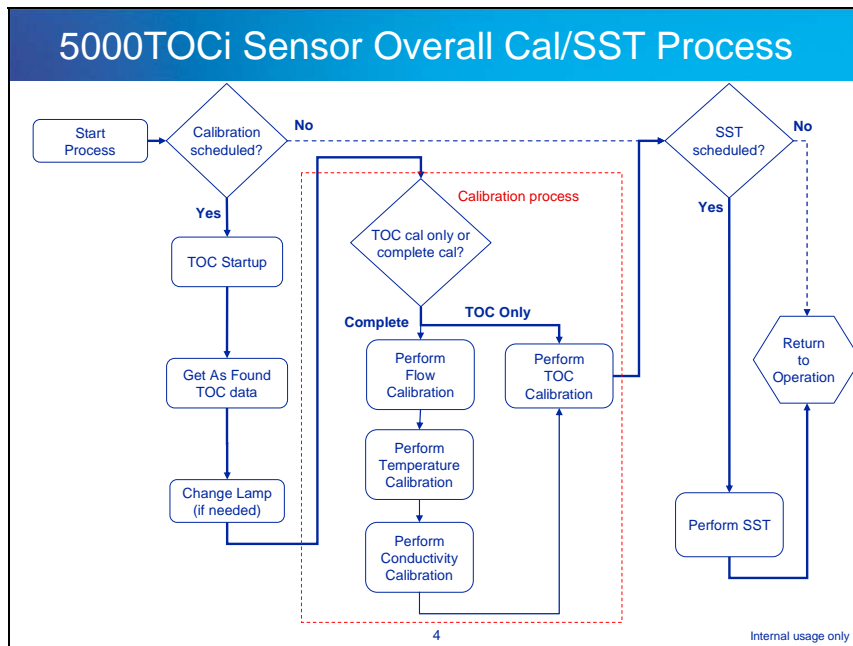 5000TOCi Sensor Overall Cal/SST Process
Start
Process
Calibration
scheduled?
No
Yes
TOC Startup
Get As Found
TOC data
Change Lamp
(if needed)
Calibration process
TOC cal only or
complete cal?
Complete
TOC Only
Perform
Flow
Calibration
Perform
Temperature
Calibration
Perform
Conductivity
Calibration
Perform
TOC
Calibration
SST
scheduled?
No
Yes
Perform SST
Return
to
Operation
4
Internal usage only